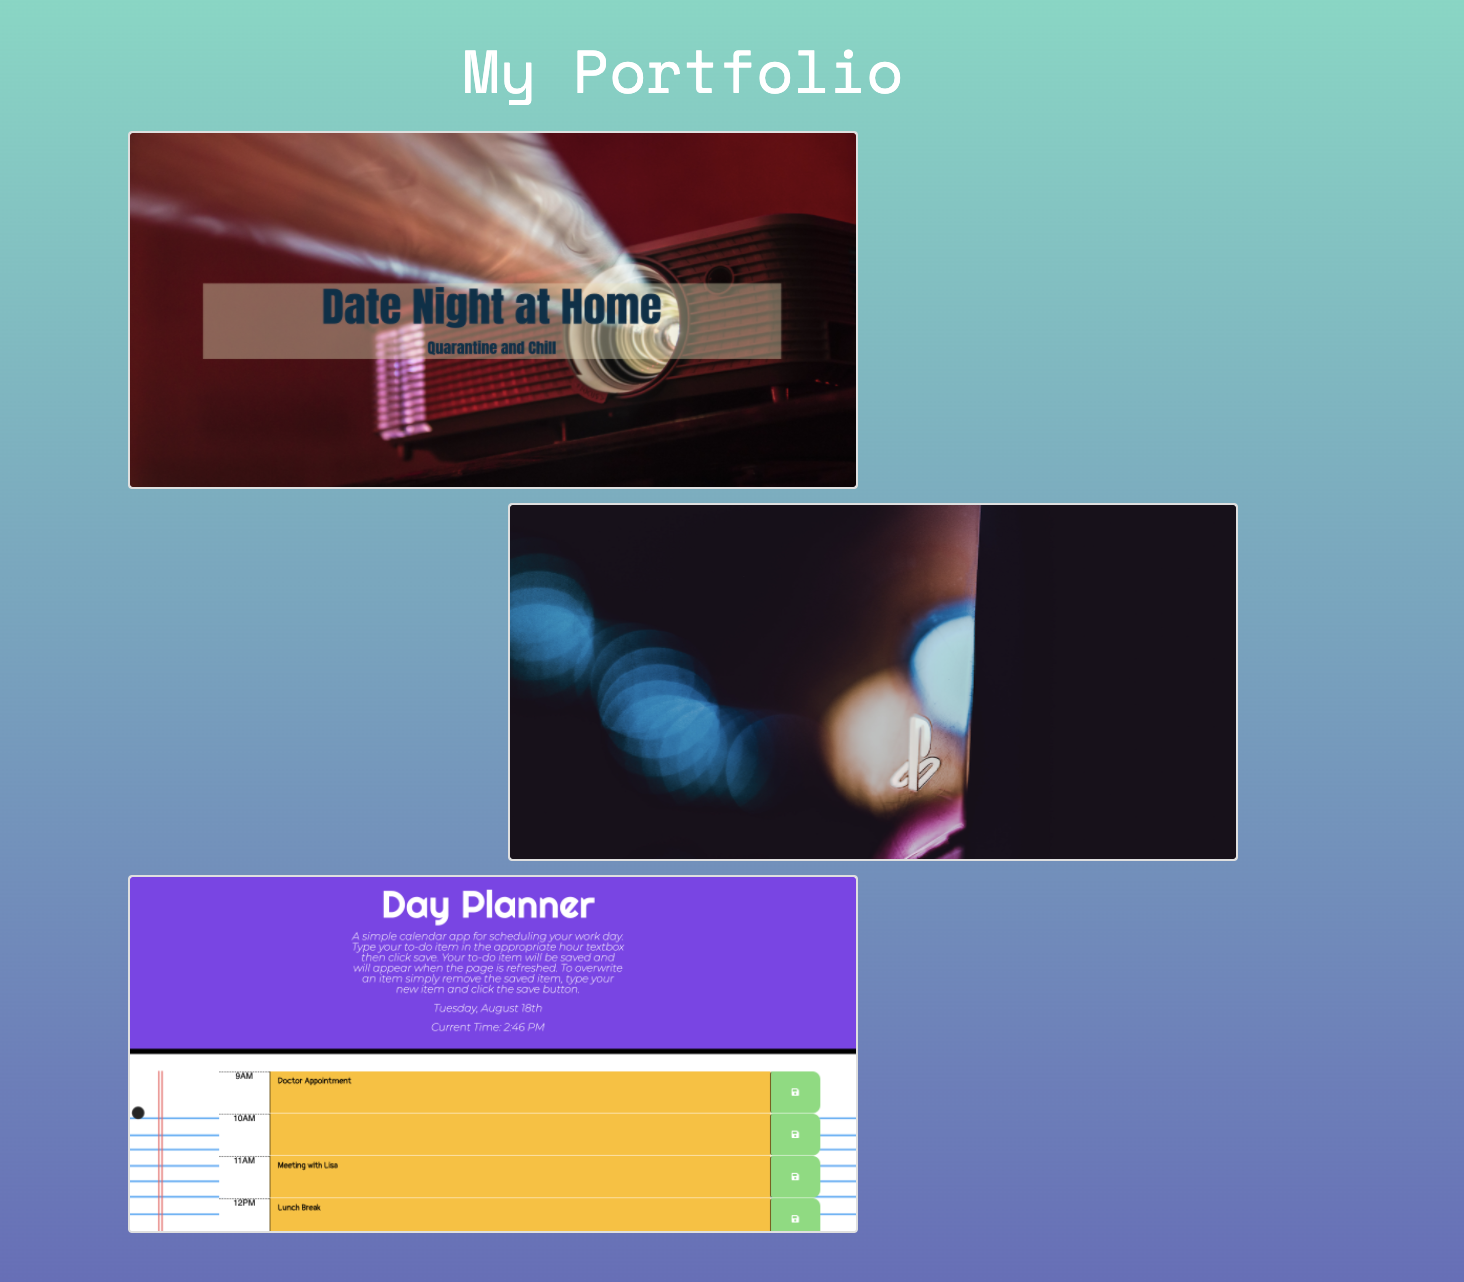 My Portfolio
Date Night at Home
Quarantine and Chill
Day Planner
A simple calendar app for scheduling your work day.
Type your to-do item in the appropriate hour textbox
then click save. Your to-do item will be saved and
will appear when the page is refreshed. To overwrite
an item simply remove the saved item, type your
new item and click the save button.
Tuesday, August 18th
Current Time: 2:46 PM
9AM Doctor Appointment
10AM
11AM Meeting with Lisa
12PM Lunch Break